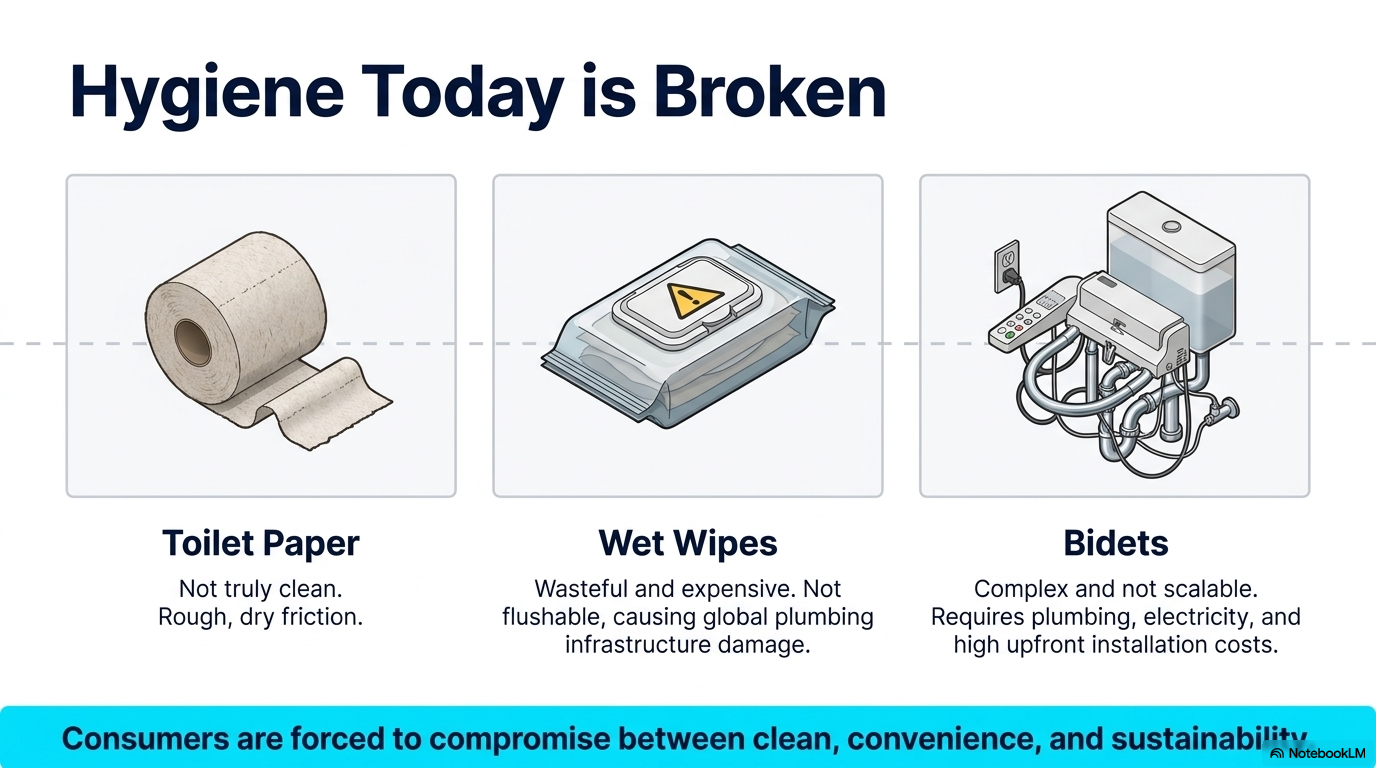 Hygiene Today is Broken
Toilet Paper
Not truly clean.
Rough, dry friction.
Wet Wipes
Wasteful and expensive. Not
flushable, causing global plumbing
infrastructure damage.
Bidets
Complex and not scalable.
Requires plumbing, electricity, and
high upfront installation costs.
Consumers are forced to compromise between clean, convenience, and sustainability.
NotebookLM